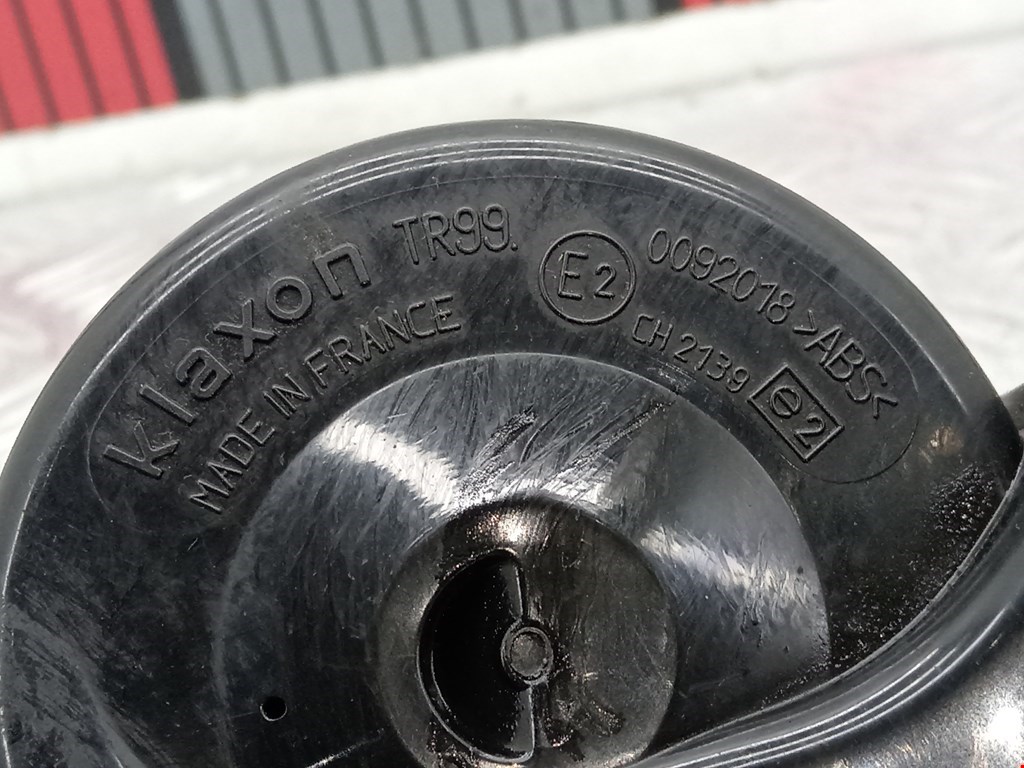 klaxon TR99.
MADE IN FRANCE
E2
0092018 >ABS<
CH 2139
e2